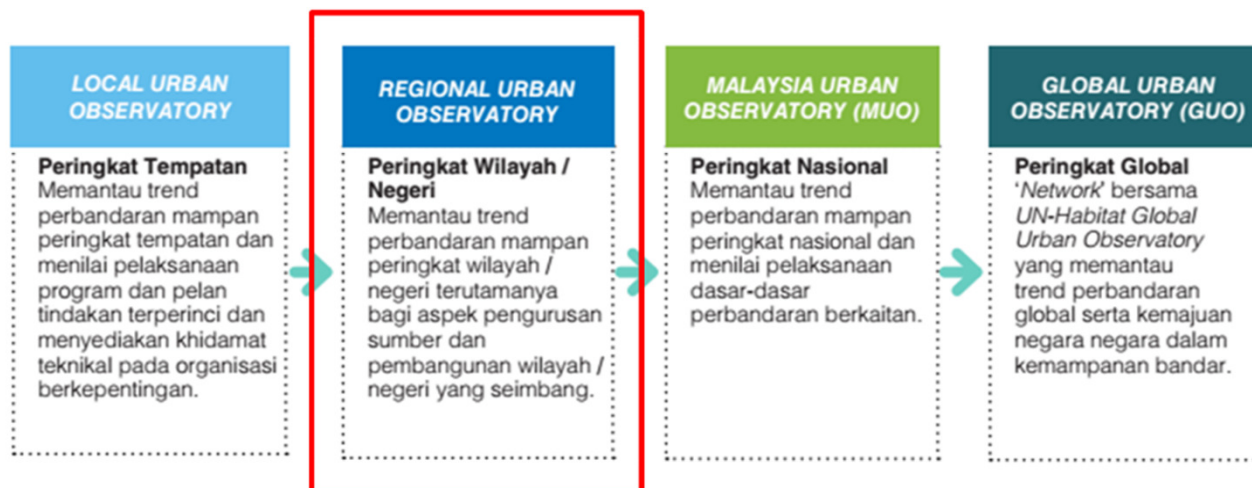 LOCAL URBAN
OBSERVATORY
Peringkat Tempatan
Memantau trend
perbandaran mampan
peringkat tempatan dan
menilai pelaksanaan
program dan pelan
tindakan terperinci dan
menyediakan khidamat
teknikal pada organisasi
berkepentingan.
REGIONAL URBAN
OBSERVATORY
Peringkat Wilayah /
Negeri
Memantau trend
perbandaran mampan
peringkat wilayah /
negeri terutamanya
bagi aspek pengurusan
sumber dan
pembangunan wilayah /
negeri yang seimbang.
MALAYSIA URBAN
OBSERVATORY (MUO)
Peringkat Nasional
Memantau trend
perbandaran mampan
peringkat nasional dan
menilai pelaksanaan
dasar-dasar
perbandaran berkaitan.
GLOBAL URBAN
OBSERVATORY (GUO)
Peringkat Global
‘Network’ bersama
UN-Habitat Global
Urban Observatory
yang memantau
trend perbandaran
global serta kemajuan
negara negara dalam
kemampanan bandar.